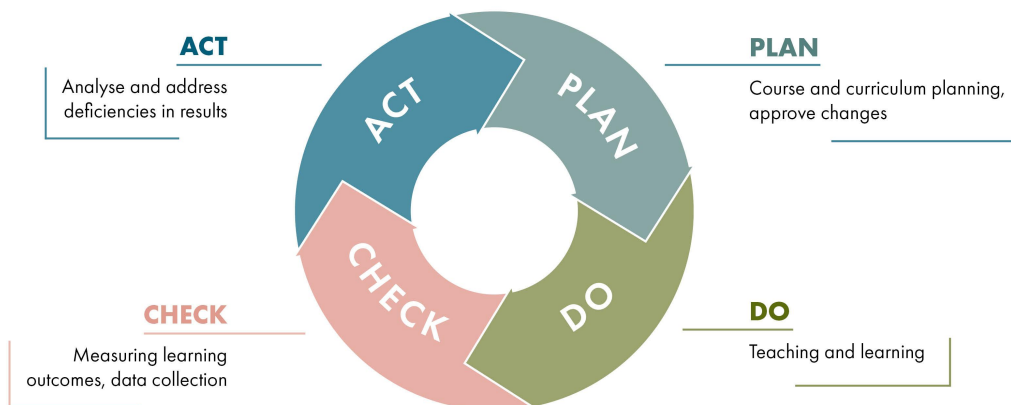 ACT
Analyse and address
deficiencies in results
PLAN
Course and curriculum planning,
approve changes
ACT
PLAN
CHECK
DO
CHECK
Measuring learning
outcomes, data collection
DO
Teaching and learning